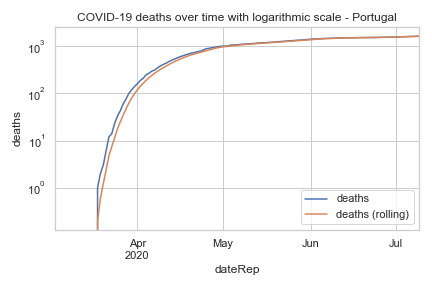 COVID-19 deaths over time with logarithmic scale - Portugal
deaths
10³
10²
10¹
10⁰
deaths
deaths (rolling)
Apr
2020
May
Jun
Jul
dateRep